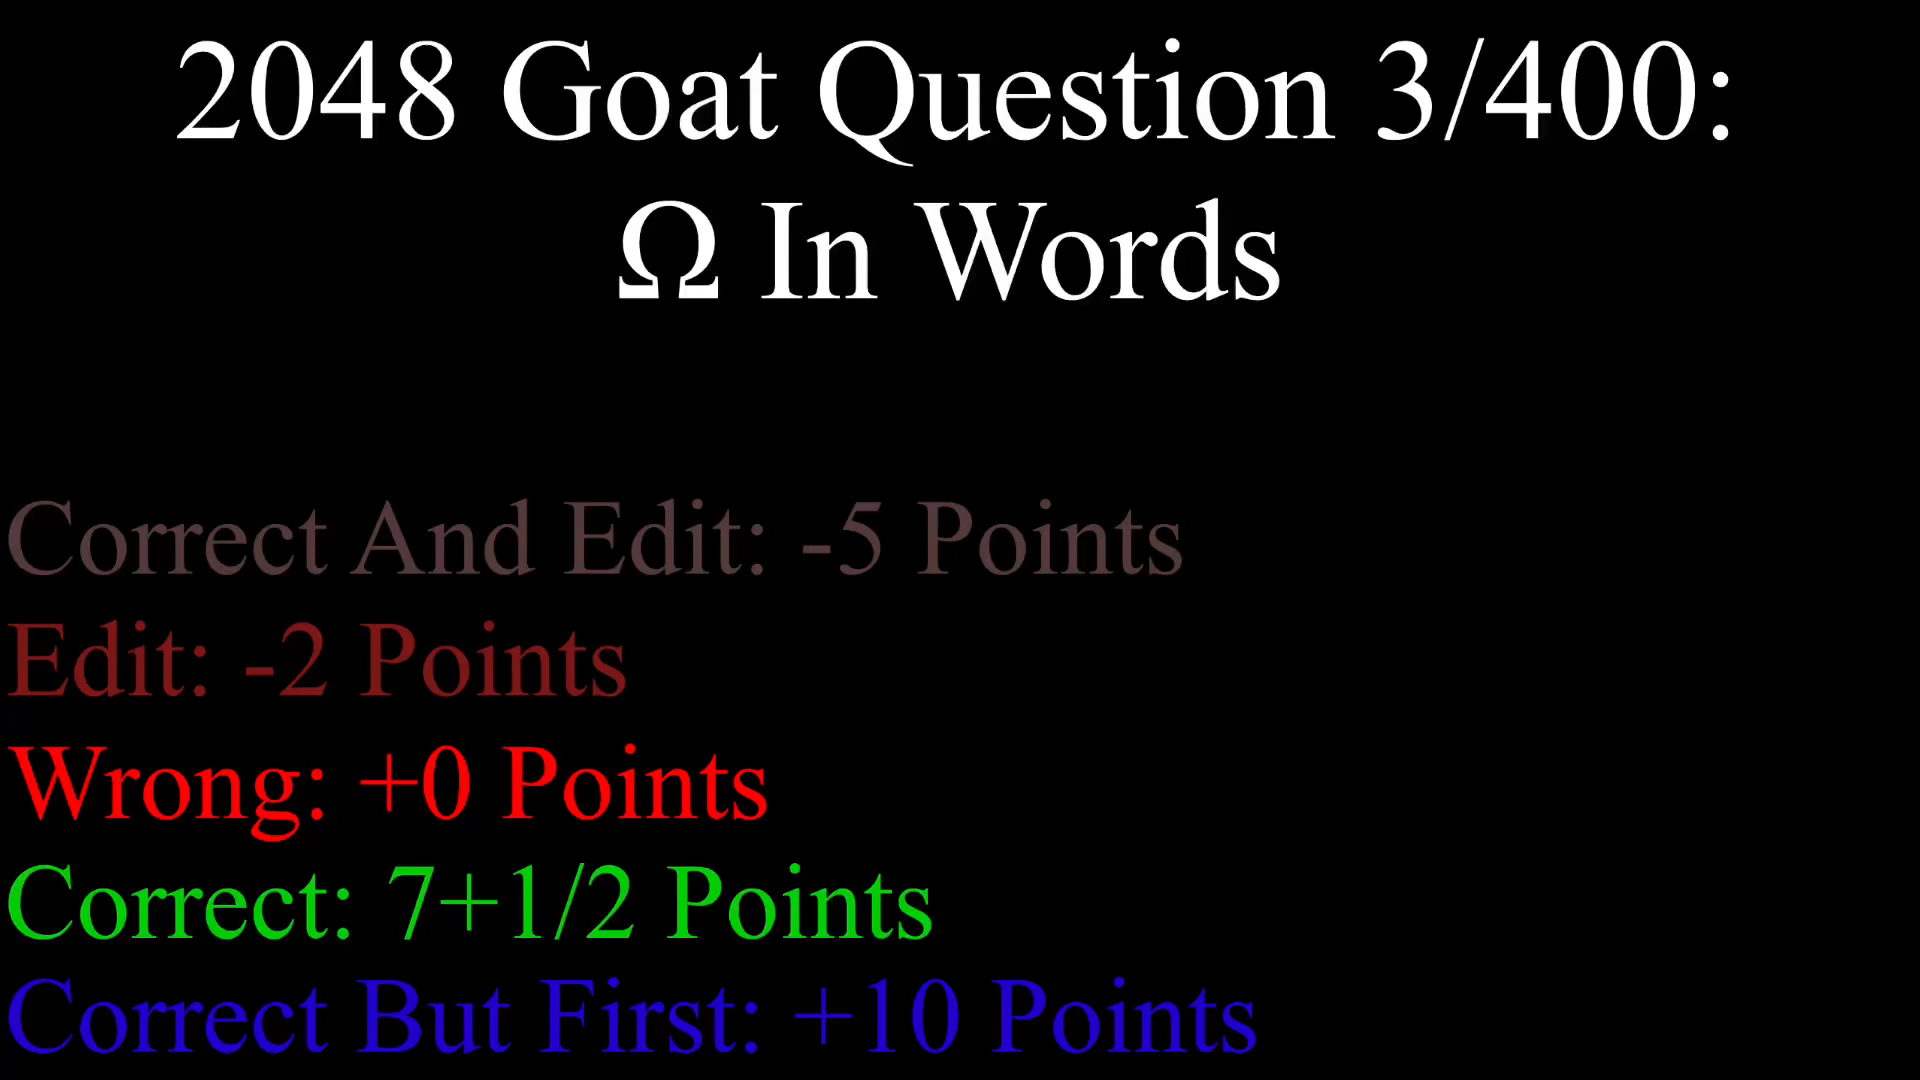 2048 Goat Question 3/400:
Ω In Words
Correct And Edit: -5 Points
Edit: -2 Points
Wrong: +0 Points
Correct: 7+1/2 Points
Correct But First: +10 Points